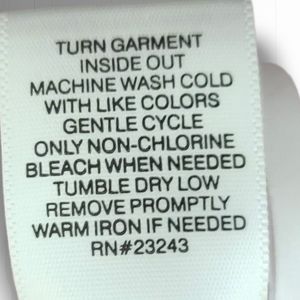 TURN GARMENT
INSIDE OUT
MACHINE WASH COLD
WITH LIKE COLORS
GENTLE CYCLE
ONLY NON-CHLORINE
BLEACH WHEN NEEDED
TUMBLE DRY LOW
REMOVE PROMPTLY
WARM IRON IF NEEDED
RN#23243